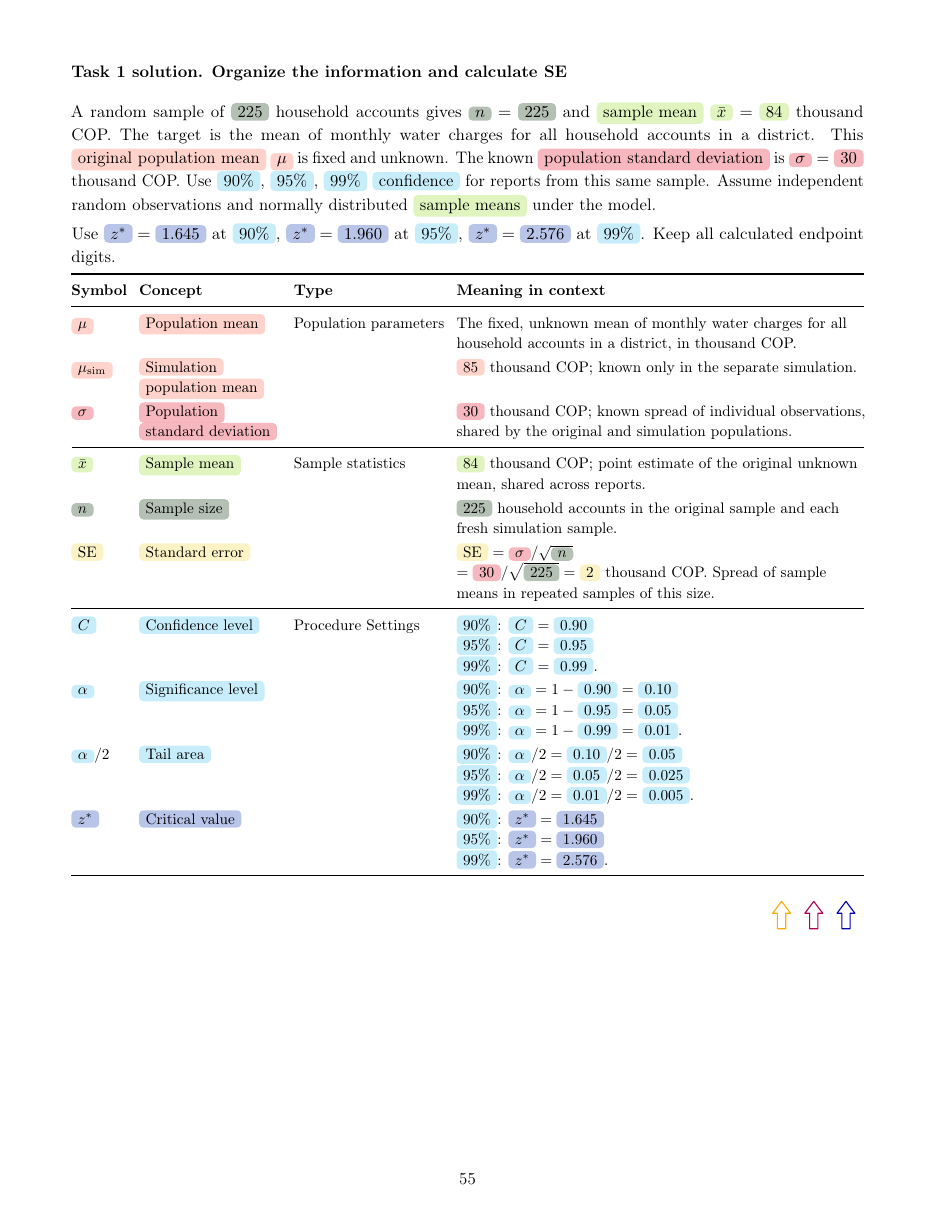 Task 1 solution. Organize the information and calculate SE
A random sample of 225 household accounts gives n = 225 and sample mean x̄ = 84 thousand
COP. The target is the mean of monthly water charges for all household accounts in a district. This
original population mean μ is fixed and unknown. The known population standard deviation is σ = 30
thousand COP. Use 90%, 95%, 99% confidence for reports from this same sample. Assume independent
random observations and normally distributed sample means under the model.
Use z* = 1.645 at 90%, z* = 1.960 at 95%, z* = 2.576 at 99%. Keep all calculated endpoint
digits.
Symbol Concept Type Meaning in context
μ Population mean Population parameters The fixed, unknown mean of monthly water charges for all
household accounts in a district, in thousand COP.
μsim Simulation 85 thousand COP; known only in the separate simulation.
population mean
σ Population 30 thousand COP; known spread of individual observations,
standard deviation shared by the original and simulation populations.
x̄ Sample mean Sample statistics 84 thousand COP; point estimate of the original unknown
mean, shared across reports.
n Sample size 225 household accounts in the original sample and each
fresh simulation sample.
SE Standard error SE = σ/√n
= 30/√225 = 2 thousand COP. Spread of sample
means in repeated samples of this size.
C Confidence level Procedure Settings 90%: C = 0.90
95%: C = 0.95
99%: C = 0.99.
α Significance level 90%: α = 1 − 0.90 = 0.10
95%: α = 1 − 0.95 = 0.05
99%: α = 1 − 0.99 = 0.01.
α/2 Tail area 90%: α/2 = 0.10/2 = 0.05
95%: α/2 = 0.05/2 = 0.025
99%: α/2 = 0.01/2 = 0.005.
z* Critical value 90%: z* = 1.645
95%: z* = 1.960
99%: z* = 2.576.
55